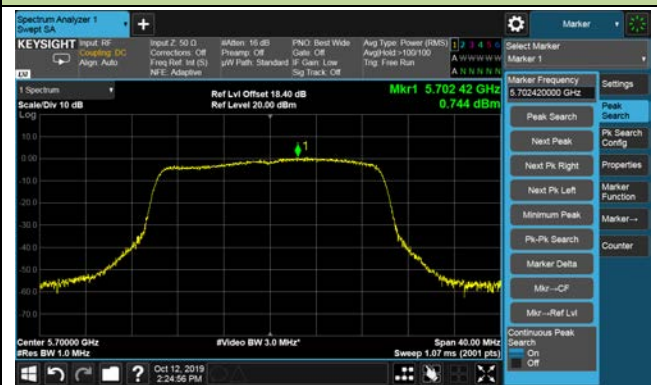 Spectrum Analyzer 1
Swept SA
+
Marker
KEYSIGHT
Input: RF
Coupling: DC
Align: Auto
Input Z: 50 Ω
Corrections: Off
Freq Ref: Int (S)
NFE: Adaptive
#Atten: 16 dB
Preamp: Off
µW Path: Standard
PNO: Best Wide
Gate: Off
IF Gain: Low
Sig Track: Off
Avg Type: Power (RMS)
Avg|Hold:>100/100
Trig: Free Run
1 2 3 4 5 6
A W W W W W
A N N N N N
LXI
Select Marker
Marker 1
1 Spectrum
Scale/Div 10 dB
Log
Ref Lvl Offset 18.40 dB
Ref Level 20.00 dBm
Mkr1 5.702 42 GHz
0.744 dBm
10.0
0.00
-10.0
-20.0
-30.0
-40.0
-50.0
-60.0
-70.0
1
Center 5.70000 GHz
#Res BW 1.0 MHz
#Video BW 3.0 MHz*
Span 40.00 MHz
Sweep 1.07 ms (2001 pts)
Marker Frequency
5.702420000 GHz
Peak Search
Next Peak
Next Pk Right
Next Pk Left
Minimum Peak
Pk-Pk Search
Marker Delta
Mkr→CF
Mkr→Ref Lvl
Continuous Peak
Search
On
Off
Settings
Peak
Search
Pk Search
Config
Properties
Marker
Function
Marker→
Counter
?
Oct 12, 2019
2:24:56 PM